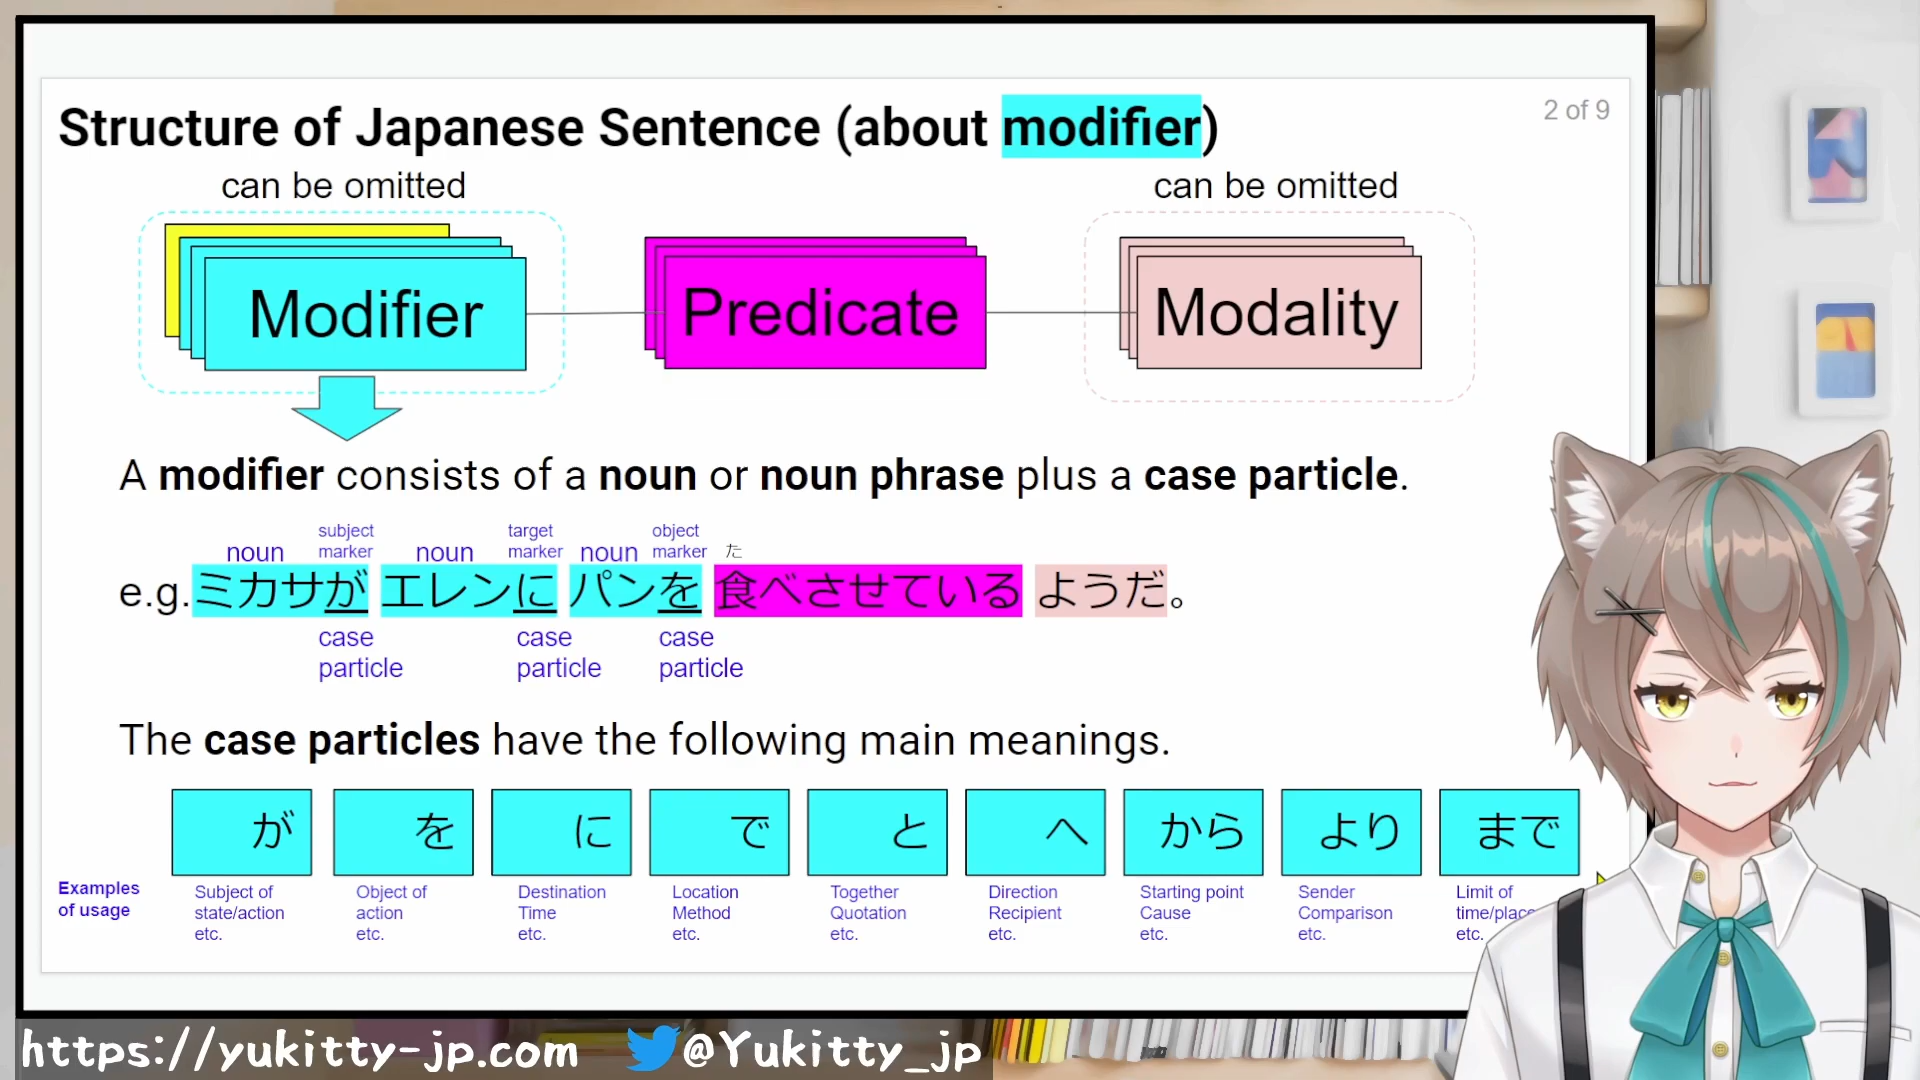 Structure of Japanese Sentence (about modifier)
2 of 9
can be omitted
can be omitted
Modifier
Predicate
Modality
A modifier consists of a noun or noun phrase plus a case particle.
noun subject marker noun target marker noun object marker た
e.g. ミカサが エレンに パンを 食べさせている ようだ。
case particle case particle case particle
The case particles have the following main meanings.
が を に で と へ から より まで
Examples of usage
Subject of state/action etc.
Object of action etc.
Destination Time etc.
Location Method etc.
Together Quotation etc.
Direction Recipient etc.
Starting point Cause etc.
Sender Comparison etc.
Limit of time/place etc.
https://yukitty-jp.com @Yukitty_jp